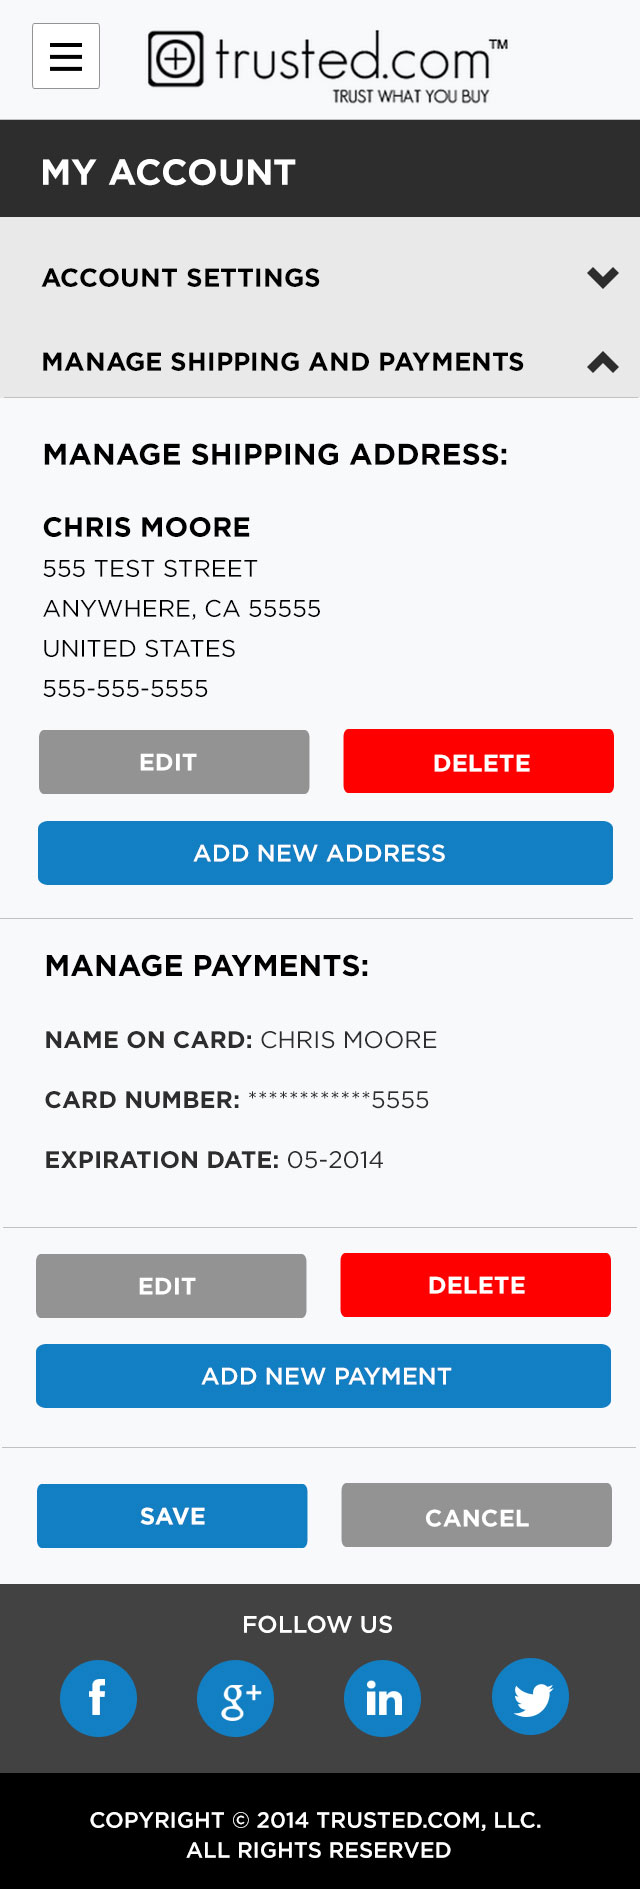 trusted.com™
TRUST WHAT YOU BUY
MY ACCOUNT
ACCOUNT SETTINGS
MANAGE SHIPPING AND PAYMENTS
MANAGE SHIPPING ADDRESS:
CHRIS MOORE
555 TEST STREET
ANYWHERE, CA 55555
UNITED STATES
555-555-5555
EDIT DELETE
ADD NEW ADDRESS
MANAGE PAYMENTS:
NAME ON CARD: CHRIS MOORE
CARD NUMBER: ************5555
EXPIRATION DATE: 05-2014
EDIT DELETE
ADD NEW PAYMENT
SAVE CANCEL
FOLLOW US
f g+ in
COPYRIGHT © 2014 TRUSTED.COM, LLC.
ALL RIGHTS RESERVED